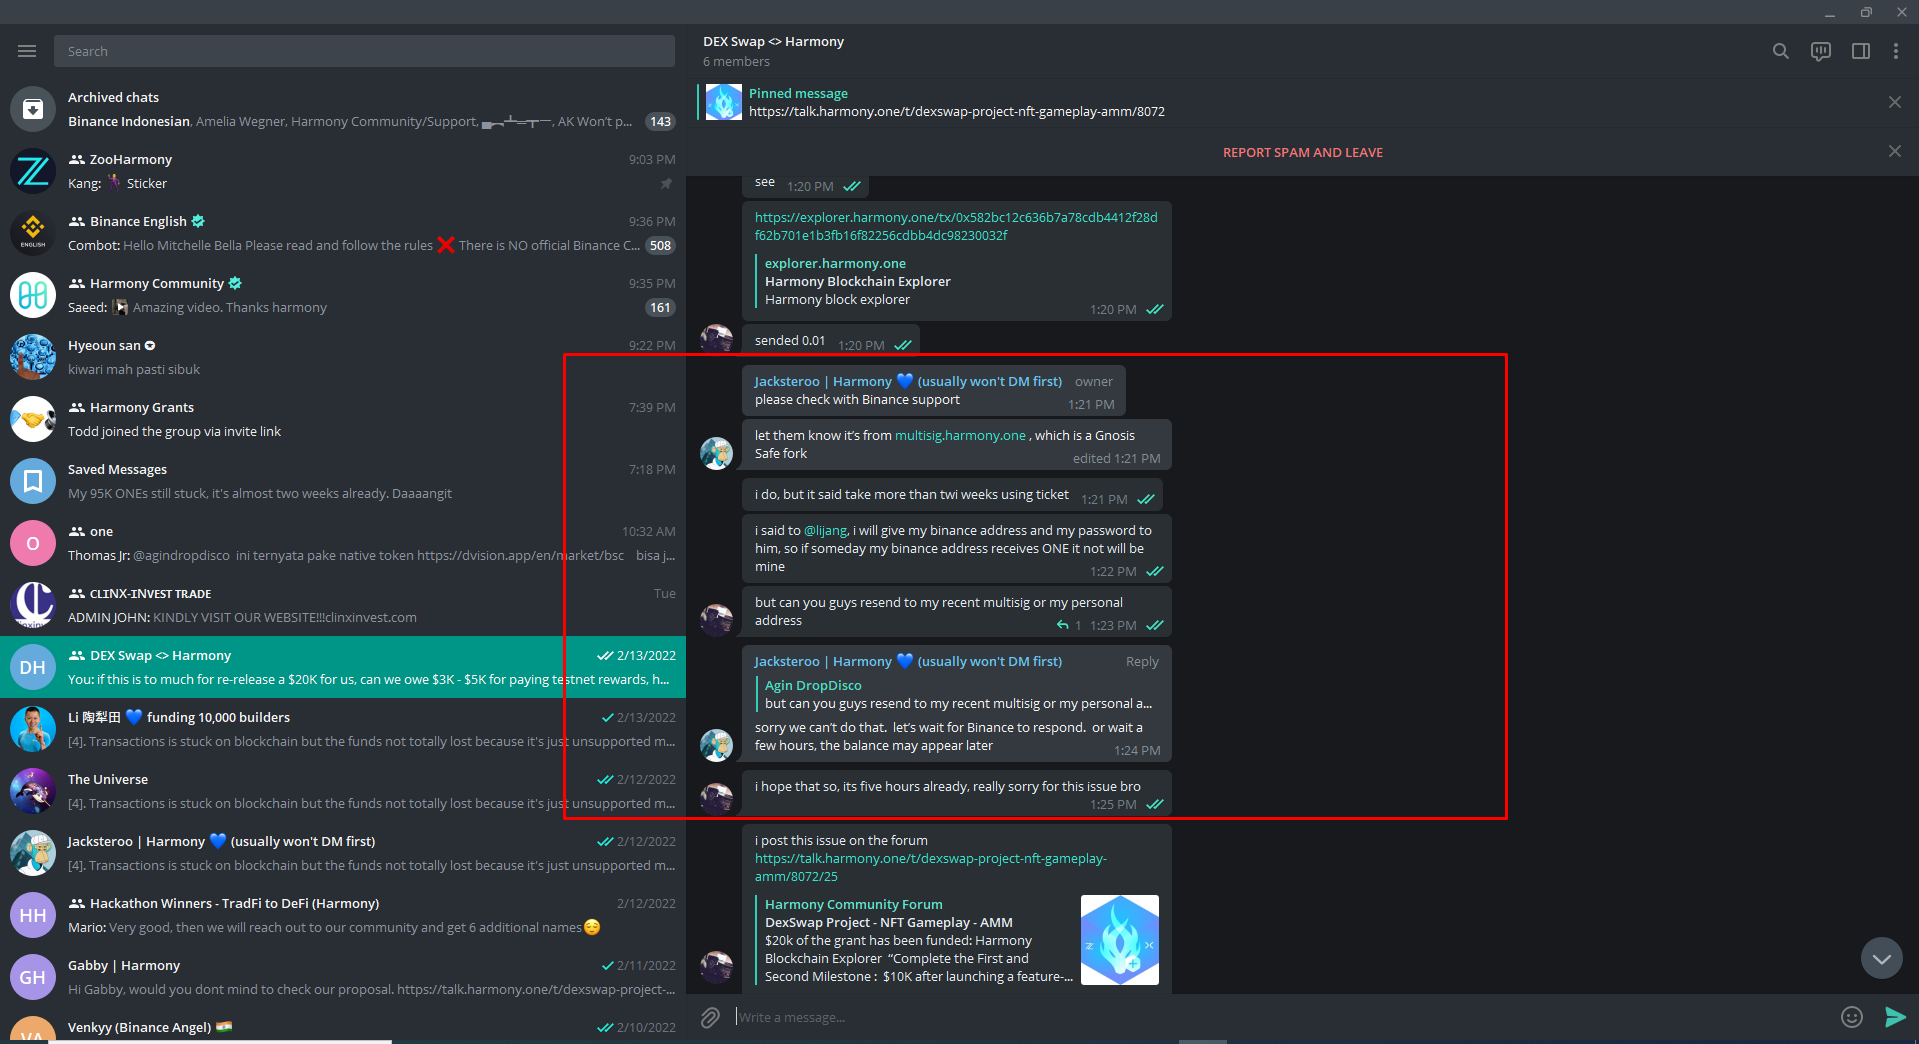 Search
Archived chats
Binance Indonesian, Amelia Wegner, Harmony Community/Support, ▄︻┻═┳一, AK Won't p... 143
ZooHarmony 9:03 PM
Kang: Sticker
Binance English 9:36 PM
Combot: Hello Mitchelle Bella Please read and follow the rules ❌ There is NO official Binance C... 508
ENGLISH
Harmony Community 9:35 PM
Saeed: Amazing video. Thanks harmony 161
Hyeoun san 9:22 PM
kiwari mah pasti sibuk
Harmony Grants 7:39 PM
Todd joined the group via invite link
Saved Messages 7:18 PM
My 95K ONEs still stuck, it's almost two weeks already. Daaaangit
O
one 10:32 AM
Thomas Jr: @agindropdisco ini ternyata pake native token https://dvision.app/en/market/bsc bisa j...
CLINX-INVEST TRADE Tue
ADMIN JOHN: KINDLY VISIT OUR WEBSITE!!!clinxinvest.com
DH
DEX Swap <> Harmony 2/13/2022
You: if this is to much for re-release a $20K for us, can we owe $3K - $5K for paying testnet rewards, h...
Li 陶犁田 💙 funding 10,000 builders 2/13/2022
[4]. Transactions is stuck on blockchain but the funds not totally lost because it's just unsupported m...
The Universe 2/12/2022
[4]. Transactions is stuck on blockchain but the funds not totally lost because it's just unsupported m...
Jacksteroo | Harmony 💙 (usually won't DM first) 2/12/2022
[4]. Transactions is stuck on blockchain but the funds not totally lost because it's just unsupported m...
HH
Hackathon Winners - TradFi to DeFi (Harmony) 2/12/2022
Mario: Very good, then we will reach out to our community and get 6 additional names😌
GH
Gabby | Harmony 2/11/2022
Hi Gabby, would you dont mind to check our proposal. https://talk.harmony.one/t/dexswap-project-...
VA
Venkyy (Binance Angel) 🇮🇳 2/10/2022
DEX Swap <> Harmony
6 members
Pinned message
https://talk.harmony.one/t/dexswap-project-nft-gameplay-amm/8072
REPORT SPAM AND LEAVE
see 1:20 PM
https://explorer.harmony.one/tx/0x582bc12c636b7a78cdb4412f28d
f62b701e1b3fb16f82256cdbb4dc98230032f
explorer.harmony.one
Harmony Blockchain Explorer
Harmony block explorer
1:20 PM
sended 0.01 1:20 PM
Jacksteroo | Harmony 💙 (usually won't DM first) owner
please check with Binance support
1:21 PM
let them know it's from multisig.harmony.one , which is a Gnosis
Safe fork
edited 1:21 PM
i do, but it said take more than twi weeks using ticket 1:21 PM
i said to @lijang, i will give my binance address and my password to
him, so if someday my binance address receives ONE it not will be
mine
1:22 PM
but can you guys resend to my recent multisig or my personal
address
1 1:23 PM
Jacksteroo | Harmony 💙 (usually won't DM first) Reply
Agin DropDisco
but can you guys resend to my recent multisig or my personal a...
sorry we can't do that. let's wait for Binance to respond. or wait a
few hours, the balance may appear later
1:24 PM
i hope that so, its five hours already, really sorry for this issue bro
1:25 PM
i post this issue on the forum
https://talk.harmony.one/t/dexswap-project-nft-gameplay-
amm/8072/25
Harmony Community Forum
DexSwap Project - NFT Gameplay - AMM
$20k of the grant has been funded: Harmony
Blockchain Explorer “Complete the First and
Second Milestone : $10K after launching a feature-...
Write a message...